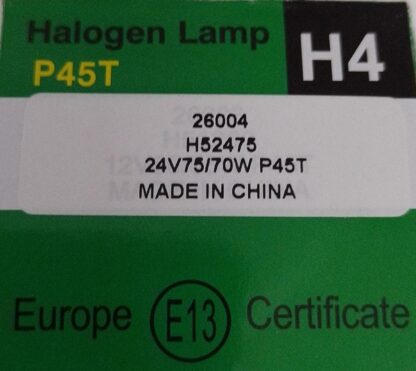 Halogen Lamp
H4
P45T
26004
H52475
24V75/70W P45T
MADE IN CHINA
Europe E13 Certificate